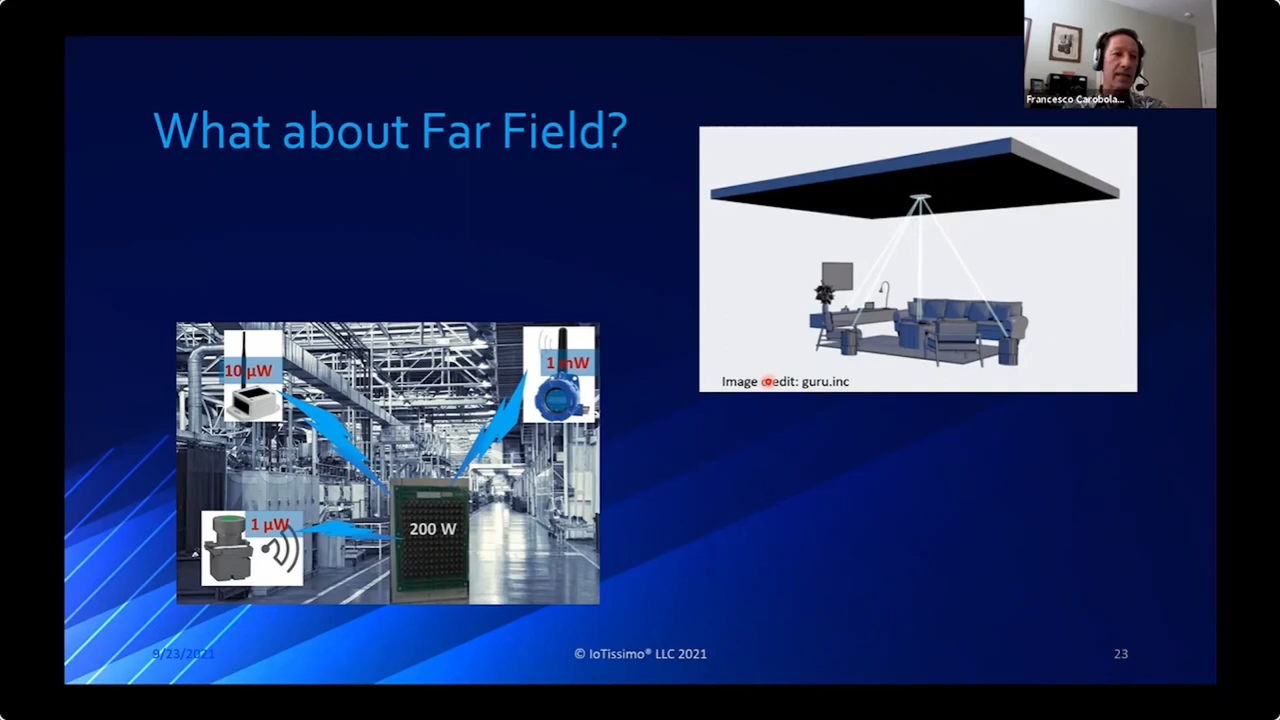 Francesco Carobola...
What about Far Field?
10 µW
1 mW
1 µW
200 W
Image credit: guru.inc
9/23/2021
© IoTissimo® LLC 2021
23